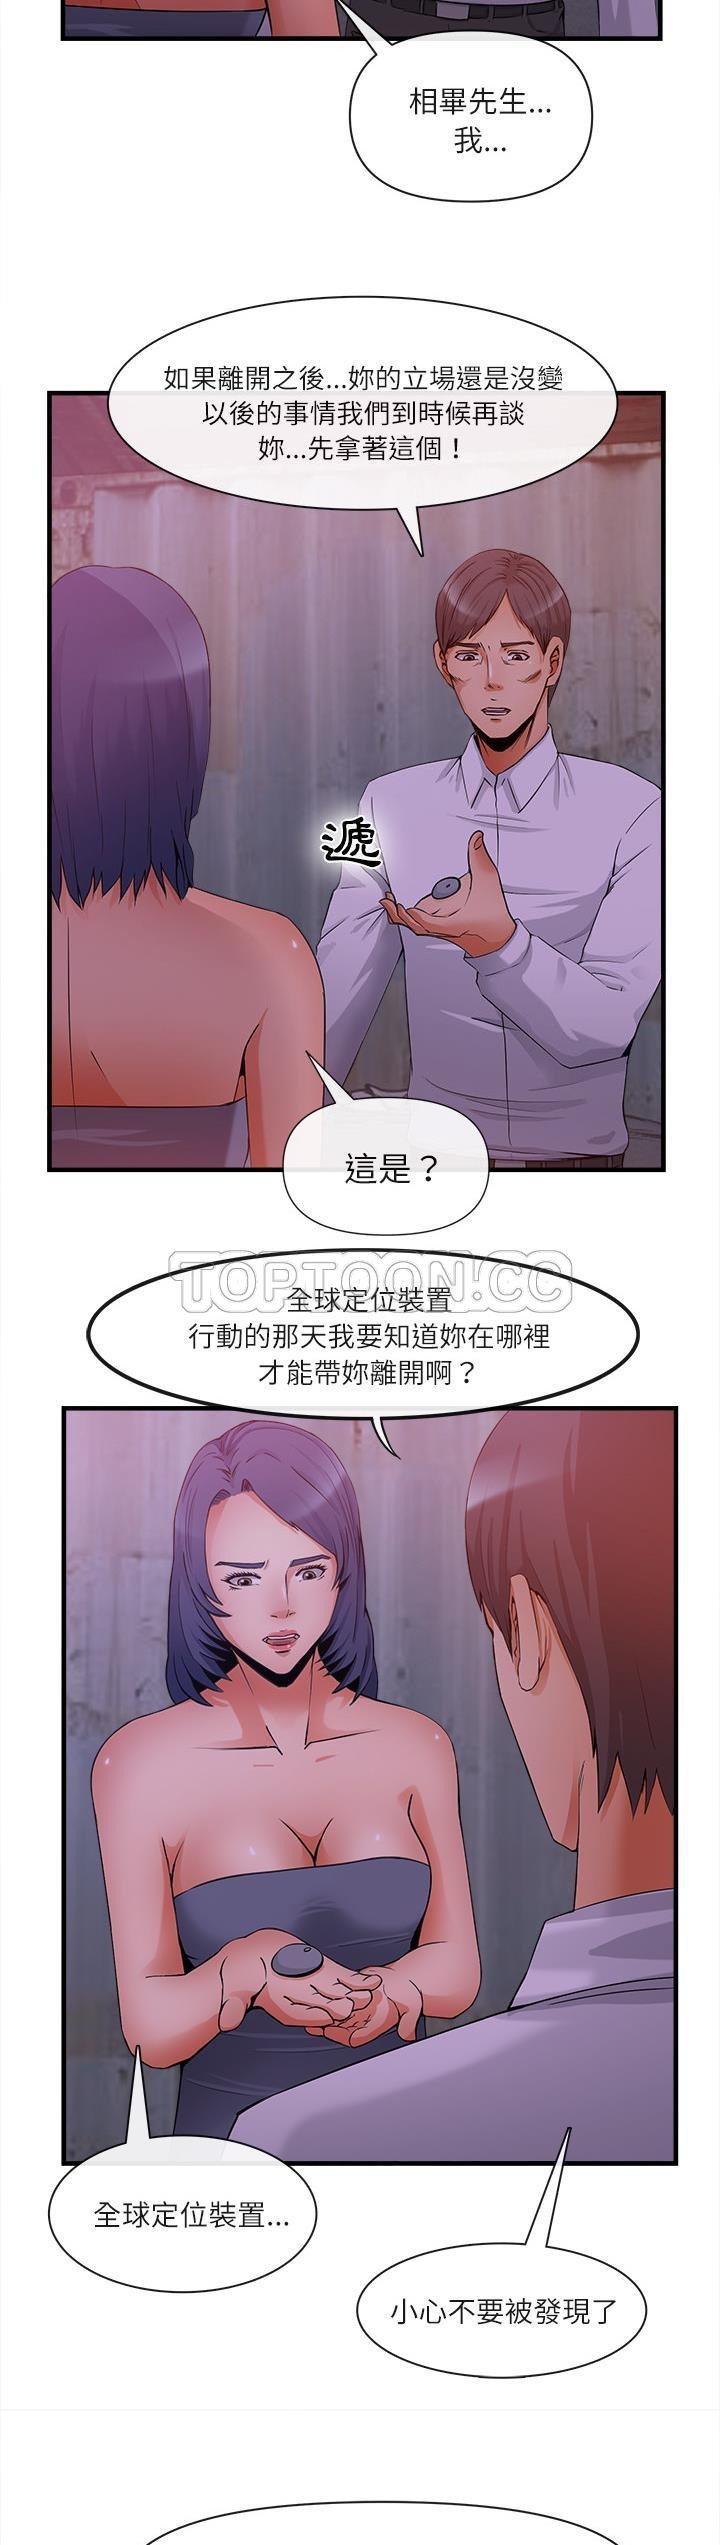 相畢先生...
我...
如果離開之後...妳的立場還是沒變
以後的事情我們到時候再談
妳...先拿著這個！
遞
這是？
TOPTOON.CC
全球定位裝置
行動的那天我要知道妳在哪裡
才能帶妳離開啊？
全球定位裝置...
小心不要被發現了